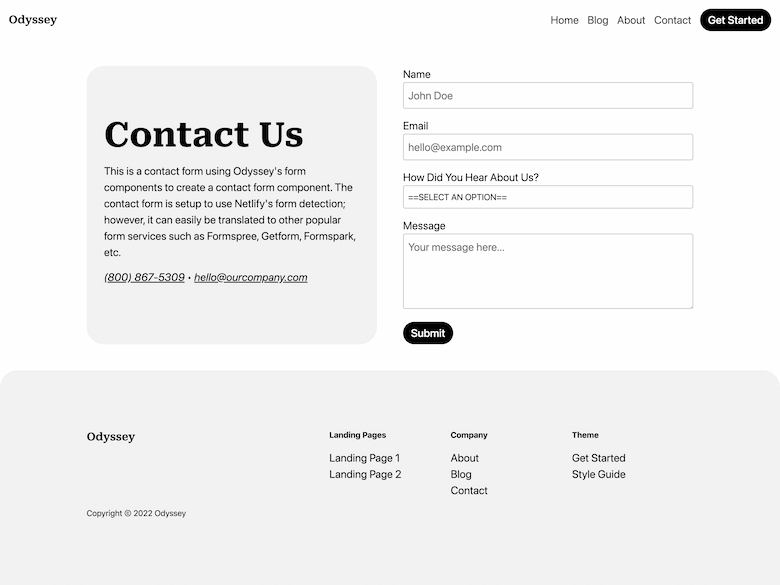 Odyssey
Home Blog About Contact Get Started
Contact Us
This is a contact form using Odyssey's form
components to create a contact form component. The
contact form is setup to use Netlify's form detection;
however, it can easily be translated to other popular
form services such as Formspree, Getform, Formspark,
etc.
(800) 867-5309 • hello@ourcompany.com
Name
John Doe
Email
hello@example.com
How Did You Hear About Us?
==SELECT AN OPTION==
Message
Your message here...
Submit
Odyssey
Copyright © 2022 Odyssey
Landing Pages
Landing Page 1
Landing Page 2
Company
About
Blog
Contact
Theme
Get Started
Style Guide